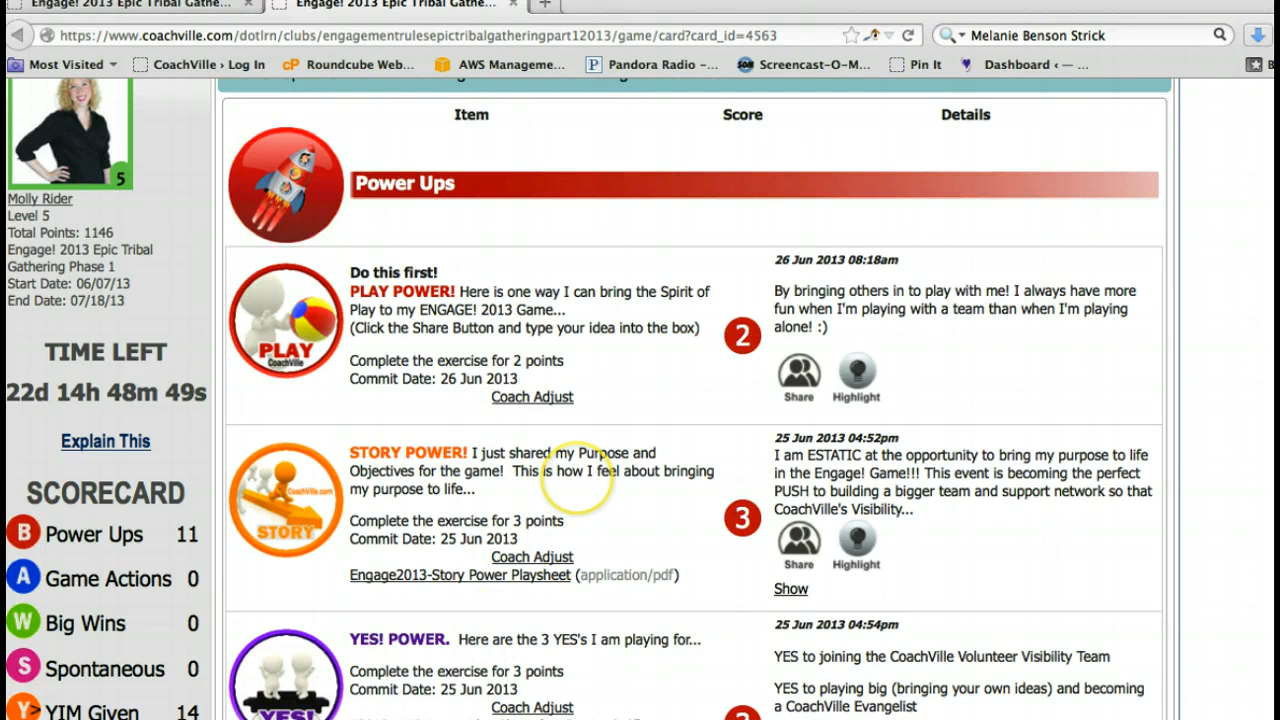 Engage! 2013 Epic Tribal Gathe...
Engage! 2013 Epic Tribal Gathe...
https://www.coachville.com/dotlrn/clubs/engagementrulesepictribalgatheringpart12013/game/card?card_id=4563
Melanie Benson Strick
Most Visited
CoachVille › Log In
Roundcube Web...
AWS Manageme...
Pandora Radio –...
Screencast-O-M...
Pin It
Dashboard ‹ — ...
5
Molly Rider
Level 5
Total Points: 1146
Engage! 2013 Epic Tribal
Gathering Phase 1
Start Date: 06/07/13
End Date: 07/18/13
TIME LEFT
22d 14h 48m 49s
Explain This
SCORECARD
B Power Ups 11
A Game Actions 0
W Big Wins 0
S Spontaneous 0
Y> YIM Given 14
Item Score Details
Power Ups
PLAY
CoachVille
Do this first!
PLAY POWER! Here is one way I can bring the Spirit of
Play to my ENGAGE! 2013 Game...
(Click the Share Button and type your idea into the box)
Complete the exercise for 2 points
Commit Date: 26 Jun 2013
Coach Adjust
2
26 Jun 2013 08:18am
By bringing others in to play with me! I always have more
fun when I'm playing with a team than when I'm playing
alone! :)
Share Highlight
CoachVille.com
STORY
STORY POWER! I just shared my Purpose and
Objectives for the game! This is how I feel about bringing
my purpose to life...
Complete the exercise for 3 points
Commit Date: 25 Jun 2013
Coach Adjust
Engage2013-Story Power Playsheet (application/pdf)
3
25 Jun 2013 04:52pm
I am ESTATIC at the opportunity to bring my purpose to life
in the Engage! Game!!! This event is becoming the perfect
PUSH to building a bigger team and support network so that
CoachVille's Visibility...
Share Highlight
Show
YES!
YES! POWER. Here are the 3 YES's I am playing for...
Complete the exercise for 3 points
Commit Date: 25 Jun 2013
Coach Adjust
25 Jun 2013 04:54pm
YES to joining the CoachVille Volunteer Visibility Team
YES to playing big (bringing your own ideas) and becoming
a CoachVille Evangelist